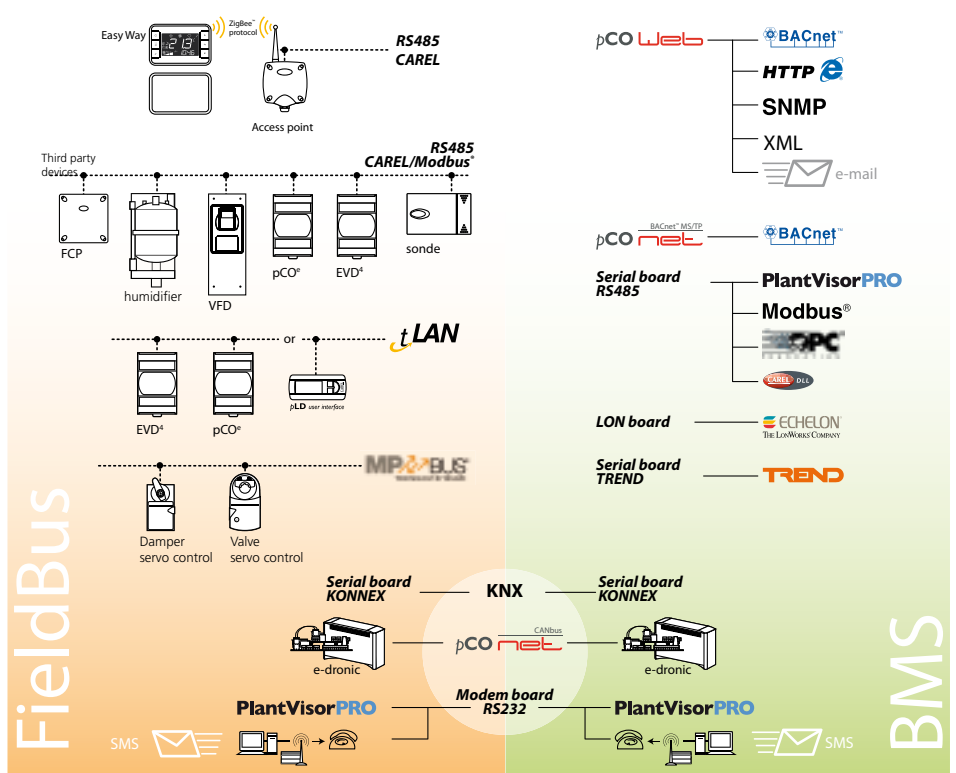 Easy Way
ZigBee™
protocol
RS485
CAREL
Access point
RS485
CAREL/Modbus®
Third party
devices
FCP
humidifier
VFD
pCOe
EVD4
sonde
or
tLAN
EVD4
pCOe
pLD user interface
MP BUS
Damper
servo control
Valve
servo control
FieldBus
pCO Web
BACnet™
HTTP
SNMP
XML
e-mail
BACnet™ MS/TP
pCO net
BACnet™
Serial board
RS485
PlantVisorPRO
Modbus®
OPC
CAREL DLL
LON board
ECHELON®
THE LONWORKS COMPANY
Serial board
TREND
TREND
BMS
Serial board
KONNEX
KNX
Serial board
KONNEX
CANbus
pCO net
e-dronic
e-dronic
Modem board
RS232
PlantVisorPRO
PlantVisorPRO
SMS
SMS